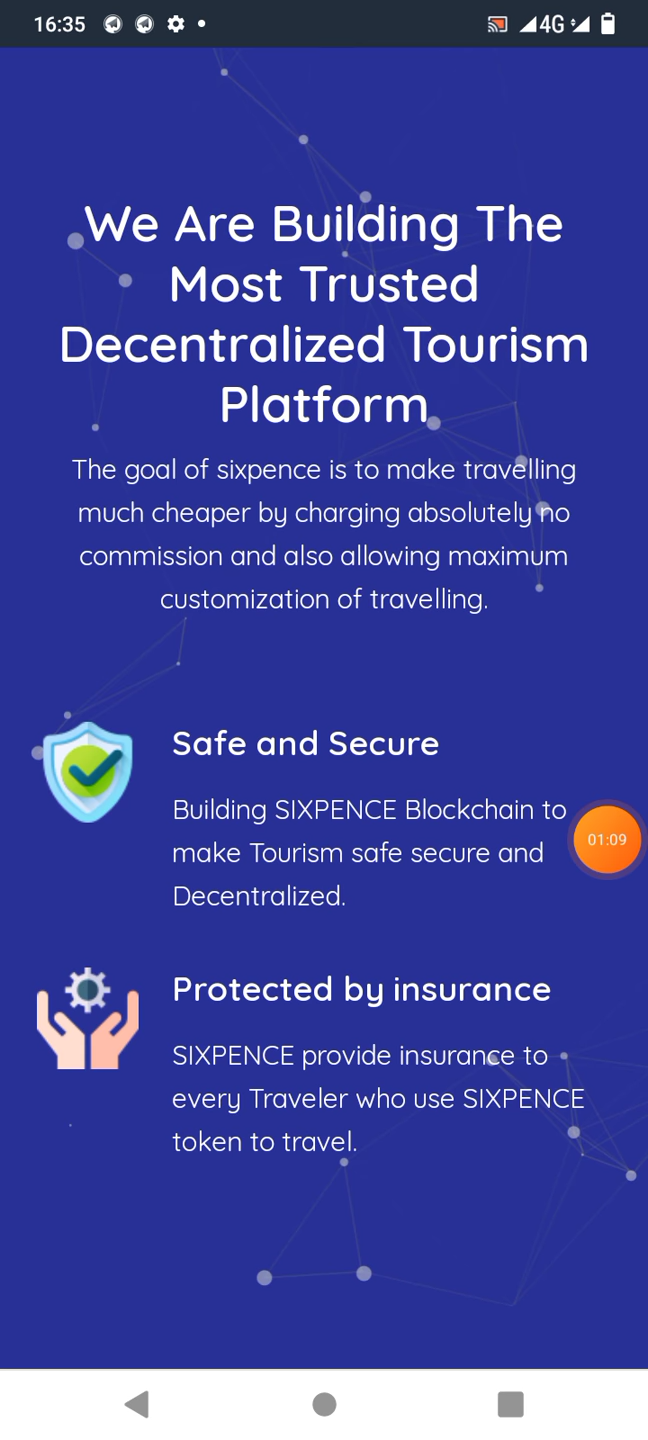 16:35
4G
We Are Building The
Most Trusted
Decentralized Tourism
Platform
The goal of sixpence is to make travelling
much cheaper by charging absolutely no
commission and also allowing maximum
customization of travelling.
Safe and Secure
Building SIXPENCE Blockchain to
make Tourism safe secure and
Decentralized.
01:09
Protected by insurance
SIXPENCE provide insurance to
every Traveler who use SIXPENCE
token to travel.